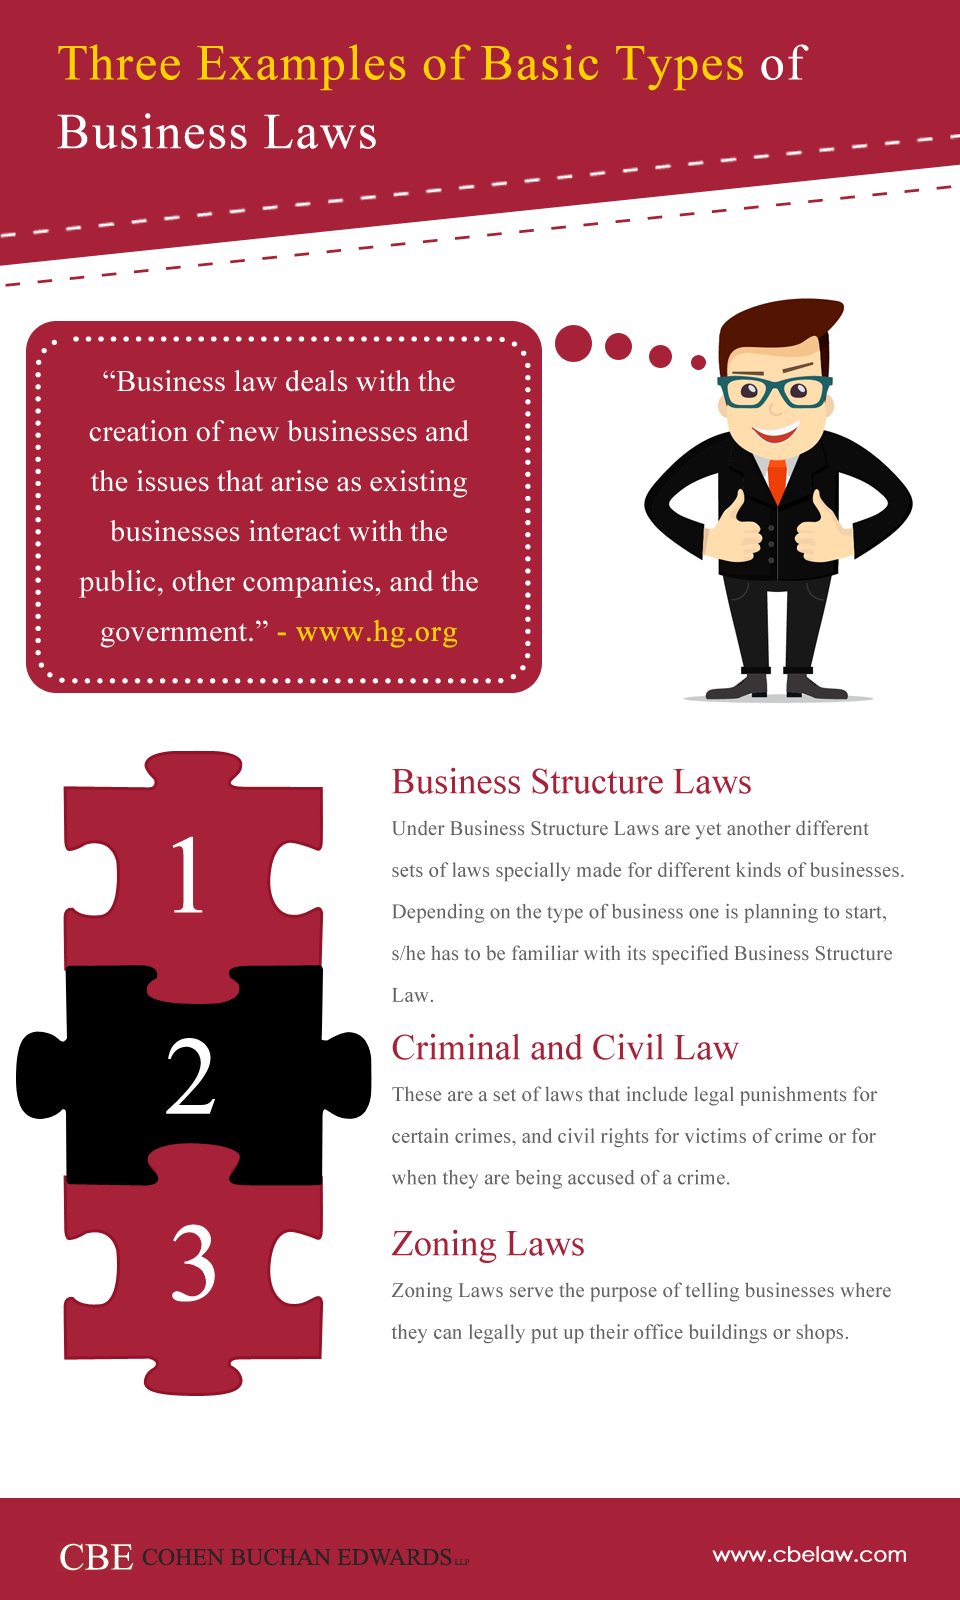 Three Examples of Basic Types of
Business Laws
“Business law deals with the
creation of new businesses and
the issues that arise as existing
businesses interact with the
public, other companies, and the
government.” - www.hg.org
1
Business Structure Laws
Under Business Structure Laws are yet another different
sets of laws specially made for different kinds of businesses.
Depending on the type of business one is planning to start,
s/he has to be familiar with its specified Business Structure
Law.
2
Criminal and Civil Law
These are a set of laws that include legal punishments for
certain crimes, and civil rights for victims of crime or for
when they are being accused of a crime.
3
Zoning Laws
Zoning Laws serve the purpose of telling businesses where
they can legally put up their office buildings or shops.
CBE COHEN BUCHAN EDWARDS LLP
www.cbelaw.com